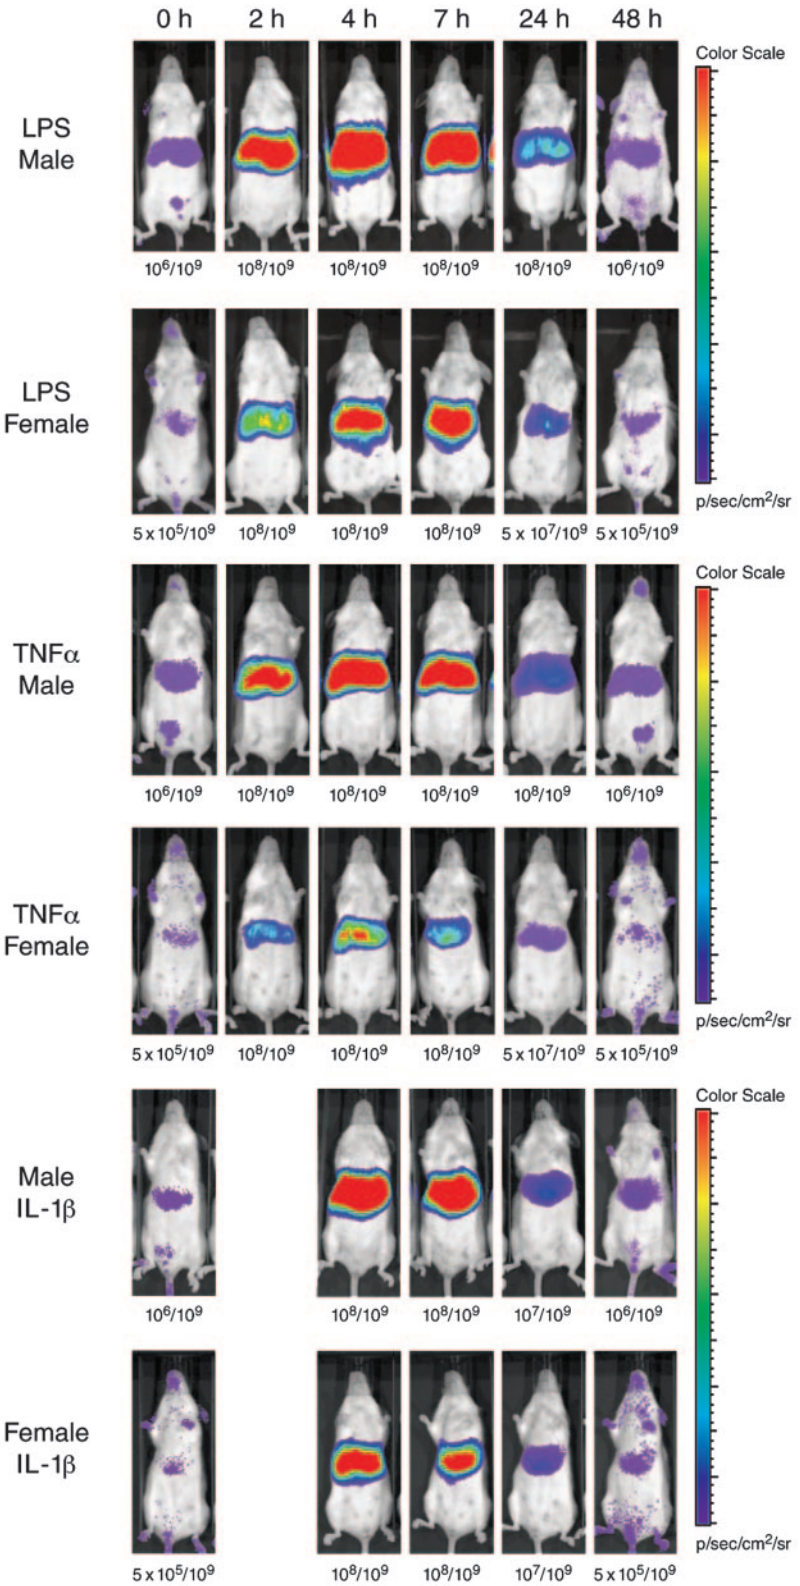 0 h 2 h 4 h 7 h 24 h 48 h
Color Scale
LPS
Male
10⁶/10⁹ 10⁸/10⁹ 10⁸/10⁹ 10⁸/10⁹ 10⁸/10⁹ 10⁶/10⁹
LPS
Female
p/sec/cm²/sr
5 x 10⁵/10⁹ 10⁸/10⁹ 10⁸/10⁹ 10⁸/10⁹ 5 x 10⁷/10⁹ 5 x 10⁵/10⁹
Color Scale
TNFα
Male
10⁶/10⁹ 10⁸/10⁹ 10⁸/10⁹ 10⁸/10⁹ 10⁸/10⁹ 10⁶/10⁹
TNFα
Female
p/sec/cm²/sr
5 x 10⁵/10⁹ 10⁸/10⁹ 10⁸/10⁹ 10⁸/10⁹ 5 x 10⁷/10⁹ 5 x 10⁵/10⁹
Color Scale
Male
IL-1β
10⁶/10⁹ 10⁸/10⁹ 10⁸/10⁹ 10⁷/10⁹ 10⁶/10⁹
Female
IL-1β
p/sec/cm²/sr
5 x 10⁵/10⁹ 10⁸/10⁹ 10⁸/10⁹ 10⁷/10⁹ 5 x 10⁵/10⁹